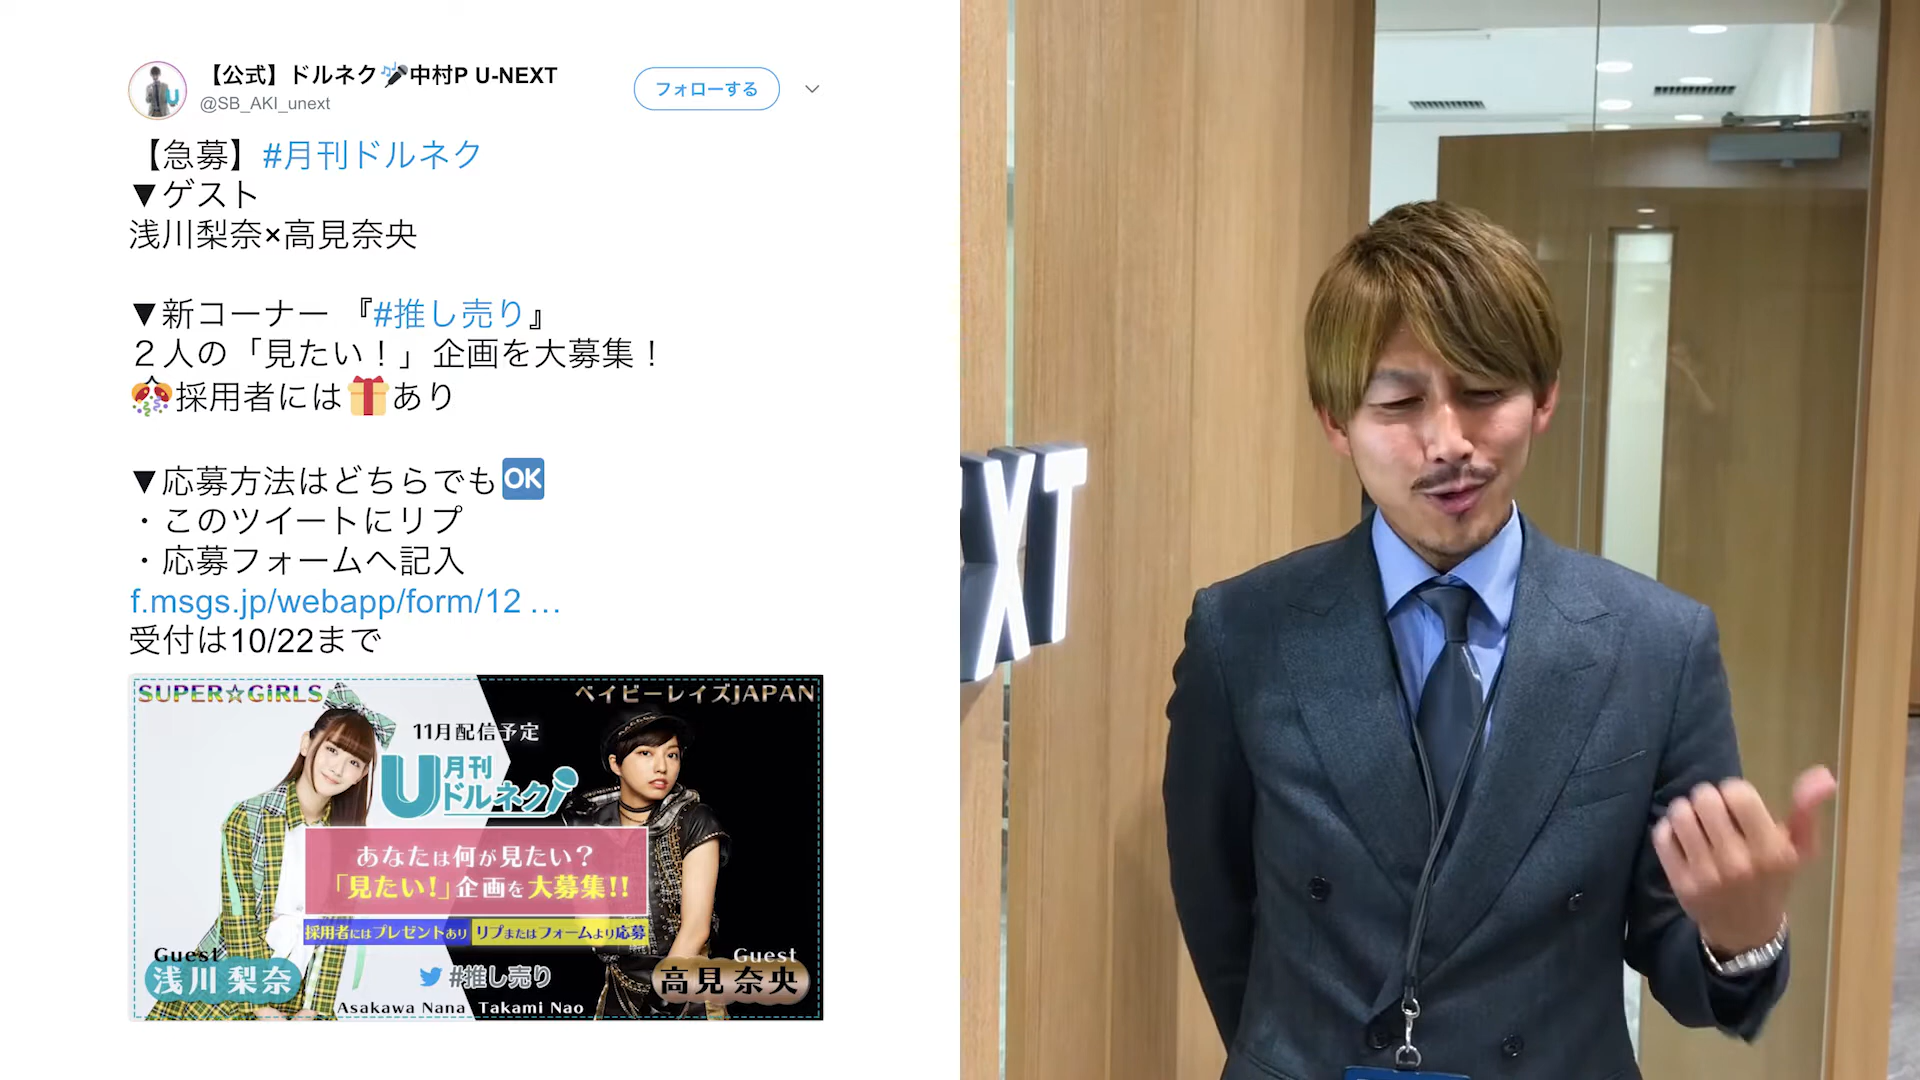 【公式】ドルネク🎤中村P U-NEXT
@SB_AKI_unext
フォローする
【急募】#月刊ドルネク
▼ゲスト
浅川梨奈×高見奈央
▼新コーナー 『#推し売り』
２人の「見たい！」企画を大募集！
🎊採用者には🎁あり
▼応募方法はどちらでも🆗
・このツイートにリプ
・応募フォームへ記入
f.msgs.jp/webapp/form/12 …
受付は10/22まで
SUPER☆GiRLS
ベイビーレイズJAPAN
11月配信予定
U月刊ドルネク
あなたは何が見たい？
「見たい!」企画を大募集!!
採用者にはプレゼントあり
リプまたはフォームより応募
Guest
浅川梨奈
#推し売り
Guest
高見奈央
Asakawa Nana
Takami Nao
XT